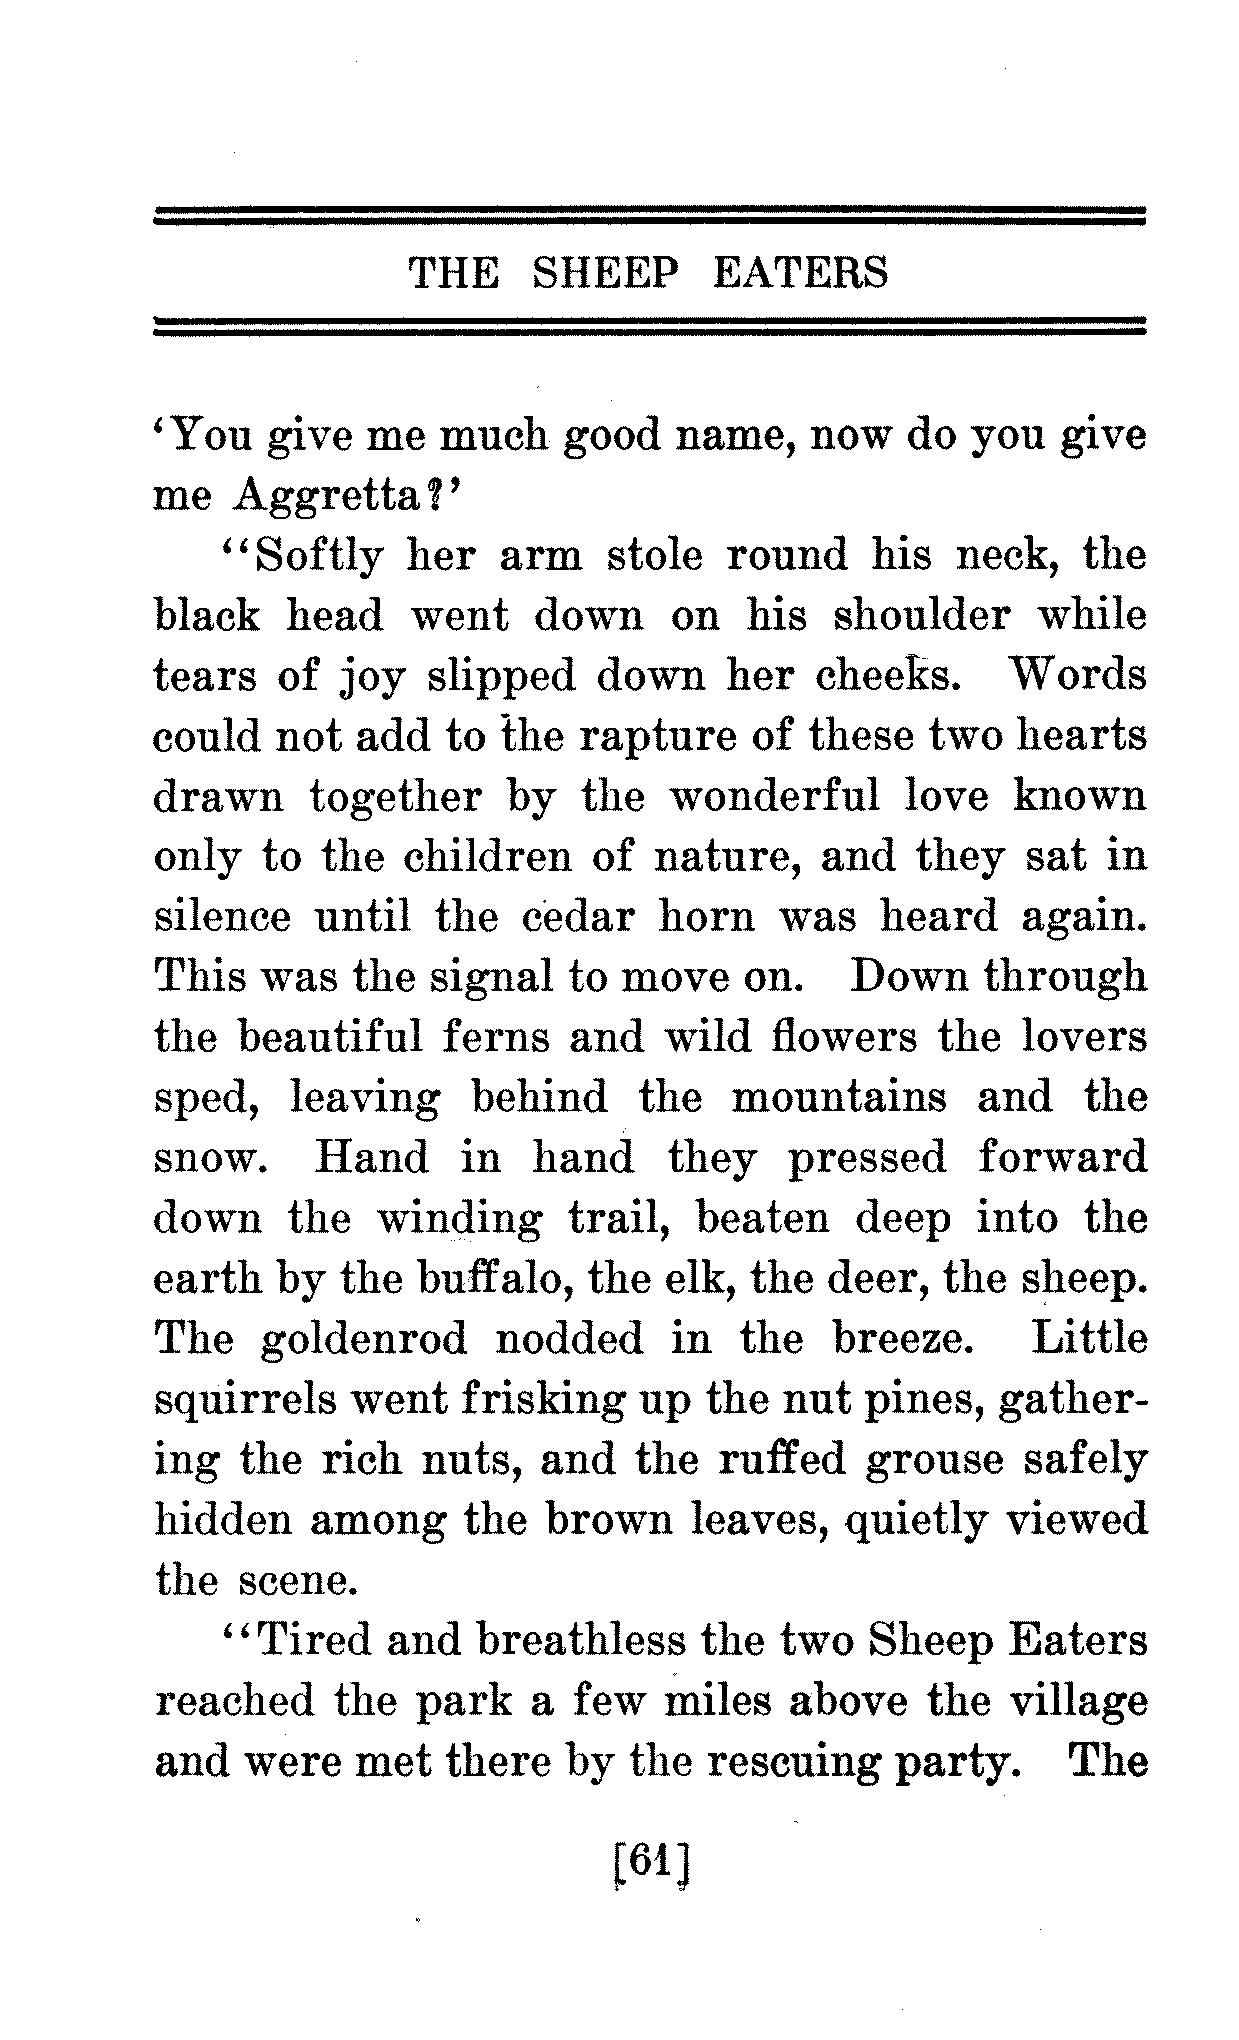 THE SHEEP EATERS
‘You give me much good name, now do you give
me Aggretta?’
“Softly her arm stole round his neck, the
black head went down on his shoulder while
tears of joy slipped down her cheeks. Words
could not add to the rapture of these two hearts
drawn together by the wonderful love known
only to the children of nature, and they sat in
silence until the cedar horn was heard again.
This was the signal to move on. Down through
the beautiful ferns and wild flowers the lovers
sped, leaving behind the mountains and the
snow. Hand in hand they pressed forward
down the winding trail, beaten deep into the
earth by the buffalo, the elk, the deer, the sheep.
The goldenrod nodded in the breeze. Little
squirrels went frisking up the nut pines, gather-
ing the rich nuts, and the ruffed grouse safely
hidden among the brown leaves, quietly viewed
the scene.
“Tired and breathless the two Sheep Eaters
reached the park a few miles above the village
and were met there by the rescuing party. The
[61]